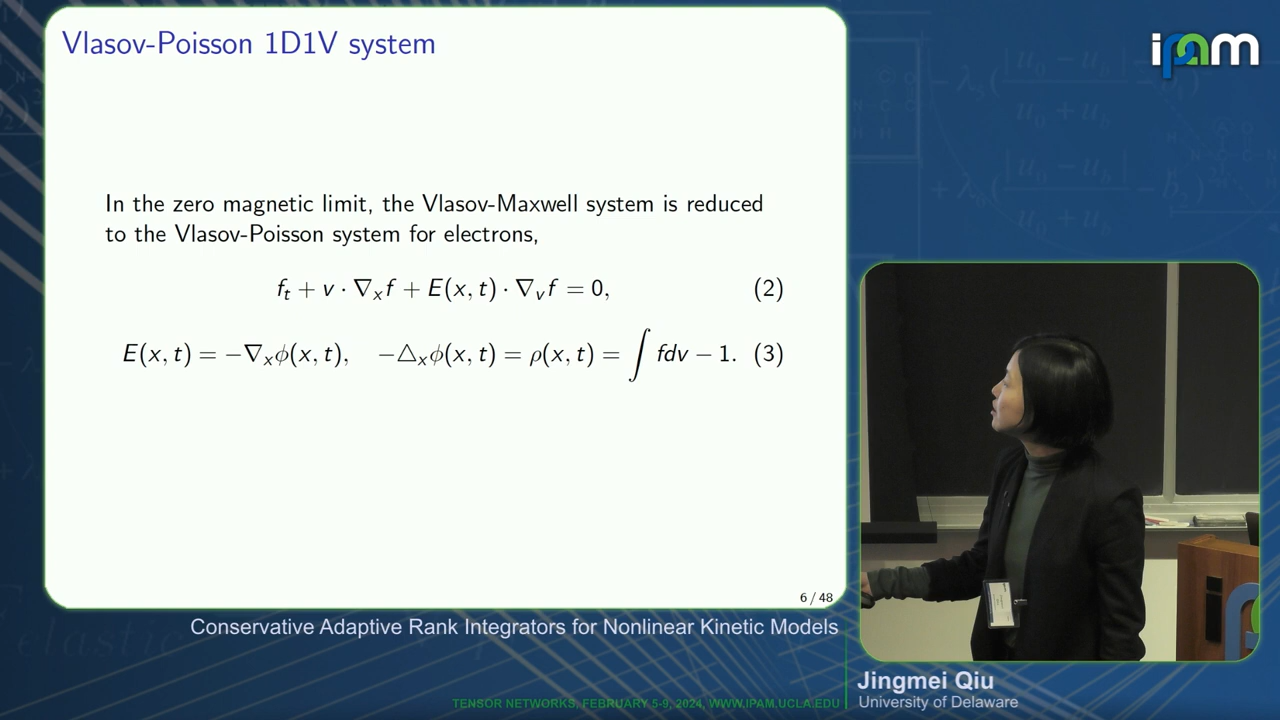 Vlasov-Poisson 1D1V system
ipam
In the zero magnetic limit, the Vlasov-Maxwell system is reduced
to the Vlasov-Poisson system for electrons,
f_t + v · ∇_x f + E(x, t) · ∇_v f = 0, (2)
E(x, t) = −∇_x φ(x, t), −△_x φ(x, t) = ρ(x, t) = ∫ fdv − 1. (3)
6 / 48
Conservative Adaptive Rank Integrators for Nonlinear Kinetic Models
Jingmei Qiu
University of Delaware
TENSOR NETWORKS, FEBRUARY 5-9, 2024, WWW.IPAM.UCLA.EDU